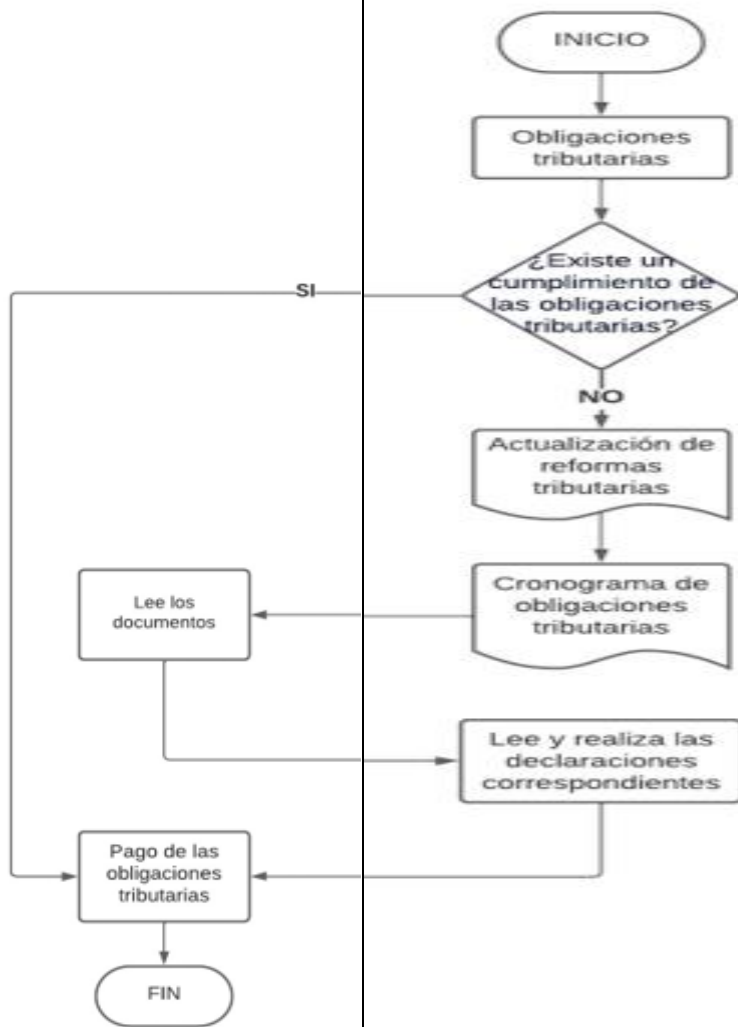 INICIO
Obligaciones
tributarias
¿Existe un
cumplimiento de
las obligaciones
tributarias?
SI
NO
Actualización de
reformas
tributarias
Cronograma de
obligaciones
tributarias
Lee los
documentos
Lee y realiza las
declaraciones
correspondientes
Pago de las
obligaciones
tributarias
FIN